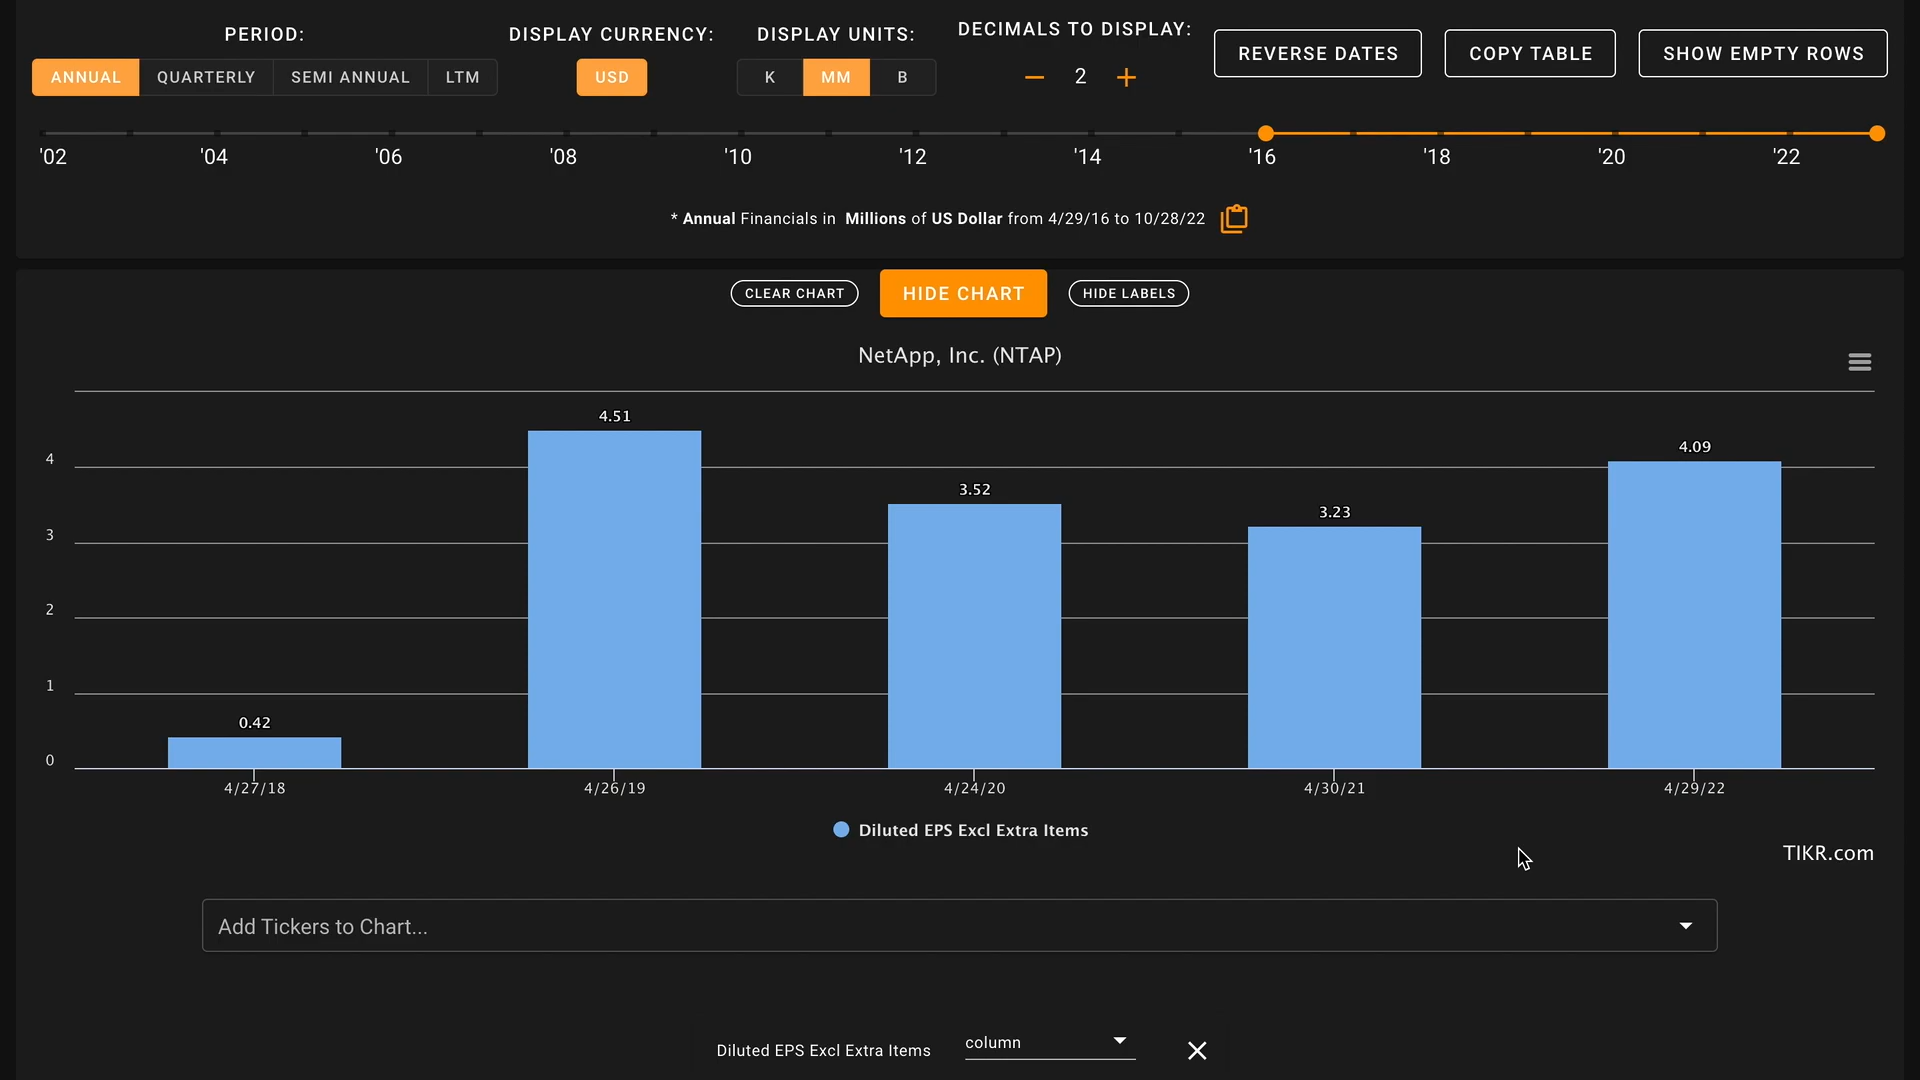 PERIOD:
DISPLAY CURRENCY:
DISPLAY UNITS:
DECIMALS TO DISPLAY:
ANNUAL QUARTERLY SEMI ANNUAL LTM
USD
K MM B
2
REVERSE DATES
COPY TABLE
SHOW EMPTY ROWS
'02 '04 '06 '08 '10 '12 '14 '16 '18 '20 '22
* Annual Financials in Millions of US Dollar from 4/29/16 to 10/28/22
CLEAR CHART
HIDE CHART
HIDE LABELS
NetApp, Inc. (NTAP)
4
3
2
1
0
0.42
4.51
3.52
3.23
4.09
4/27/18 4/26/19 4/24/20 4/30/21 4/29/22
Diluted EPS Excl Extra Items
TIKR.com
Add Tickers to Chart...
Diluted EPS Excl Extra Items column